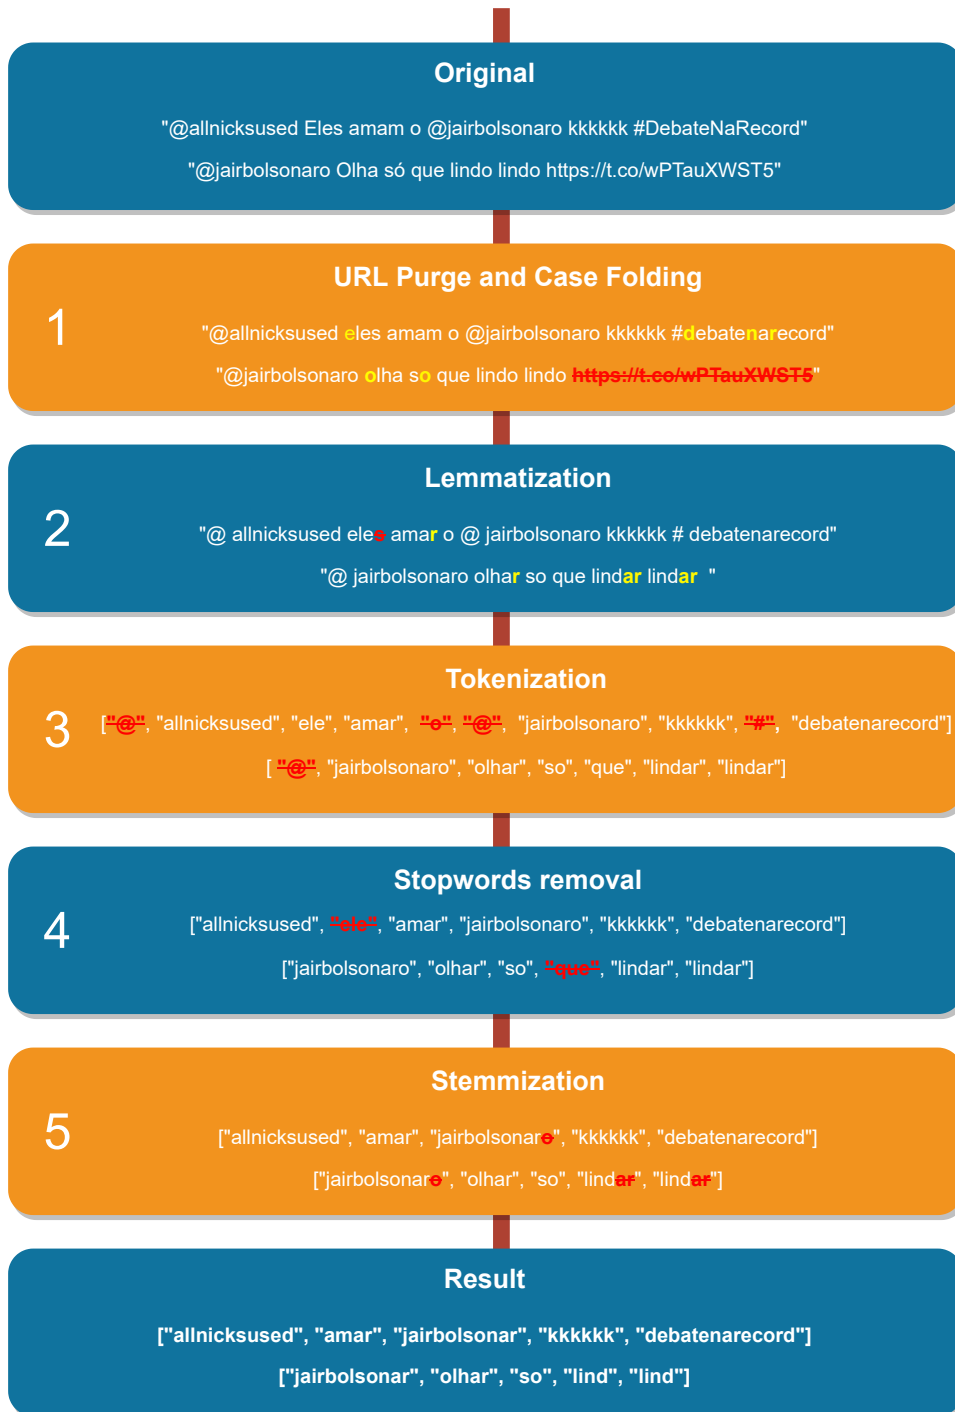 Original
"@allnicksused Eles amam o @jairbolsonaro kkkkkk #DebateNaRecord"
"@jairbolsonaro Olha só que lindo lindo https://t.co/wPTauXWST5"
URL Purge and Case Folding
1
"@allnicksused eles amam o @jairbolsonaro kkkkkk #debatenarecord"
"@jairbolsonaro olha so que lindo lindo https://t.co/wPTauXWST5"
Lemmatization
2
"@ allnicksused eles amar o @ jairbolsonaro kkkkkk # debatenarecord"
"@ jairbolsonaro olhar so que lindar lindar "
Tokenization
3
["@", "allnicksused", "ele", "amar", "o", "@", "jairbolsonaro", "kkkkkk", "#", "debatenarecord"]
[ "@", "jairbolsonaro", "olhar", "so", "que", "lindar", "lindar"]
Stopwords removal
4
["allnicksused", "ele", "amar", "jairbolsonaro", "kkkkkk", "debatenarecord"]
["jairbolsonaro", "olhar", "so", "que", "lindar", "lindar"]
Stemmization
5
["allnicksused", "amar", "jairbolsonaro", "kkkkkk", "debatenarecord"]
["jairbolsonaro", "olhar", "so", "lindar", "lindar"]
Result
["allnicksused", "amar", "jairbolsonar", "kkkkkk", "debatenarecord"]
["jairbolsonar", "olhar", "so", "lind", "lind"]